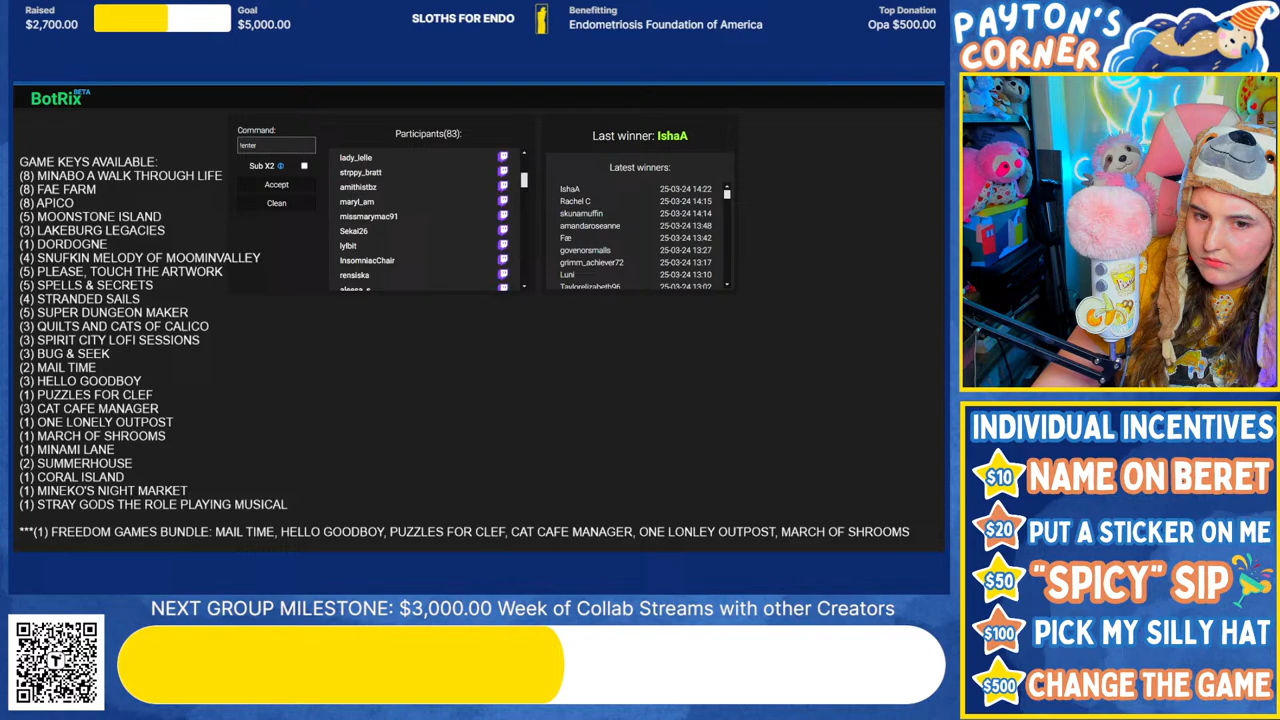 Raised
$2,700.00
Goal
$5,000.00
SLOTHS FOR ENDO
Benefitting
Endometriosis Foundation of America
Top Donation
Opa $500.00
PAYTON'S
CORNER
BotRix BETA
GAME KEYS AVAILABLE:
(8) MINABO A WALK THROUGH LIFE
(8) FAE FARM
(8) APICO
(5) MOONSTONE ISLAND
(3) LAKEBURG LEGACIES
(1) DORDOGNE
(4) SNUFKIN MELODY OF MOOMINVALLEY
(5) PLEASE, TOUCH THE ARTWORK
(5) SPELLS & SECRETS
(4) STRANDED SAILS
(5) SUPER DUNGEON MAKER
(3) QUILTS AND CATS OF CALICO
(3) SPIRIT CITY LOFI SESSIONS
(3) BUG & SEEK
(2) MAIL TIME
(3) HELLO GOODBOY
(1) PUZZLES FOR CLEF
(3) CAT CAFE MANAGER
(1) ONE LONELY OUTPOST
(1) MARCH OF SHROOMS
(1) MINAMI LANE
(2) SUMMERHOUSE
(1) CORAL ISLAND
(1) MINEKO'S NIGHT MARKET
(1) STRAY GODS THE ROLE PLAYING MUSICAL
***(1) FREEDOM GAMES BUNDLE: MAIL TIME, HELLO GOODBOY, PUZZLES FOR CLEF, CAT CAFE MANAGER, ONE LONLEY OUTPOST, MARCH OF SHROOMS
Command:
!enter
Sub X2
Accept
Clean
Participants(83):
lady_lelle
strppy_bratt
amithistbz
maryl_am
missmarymac91
Sekal26
lylbit
InsomniacChair
rensiska
aleesa_s
Last winner: IshaA
Latest winners:
IshaA 25-03-24 14:22
Rachel C 25-03-24 14:15
skunamuffin 25-03-24 14:14
amandaroseanne 25-03-24 13:48
Fæ 25-03-24 13:42
govenorsmalls 25-03-24 13:27
grimm_achiever72 25-03-24 13:17
Luni 25-03-24 13:10
Taylorelizabeth96 25-03-24 13:02
NEXT GROUP MILESTONE: $3,000.00 Week of Collab Streams with other Creators
INDIVIDUAL INCENTIVES
$10 NAME ON BERET
$20 PUT A STICKER ON ME
$50 "SPICY" SIP
$100 PICK MY SILLY HAT
$500 CHANGE THE GAME